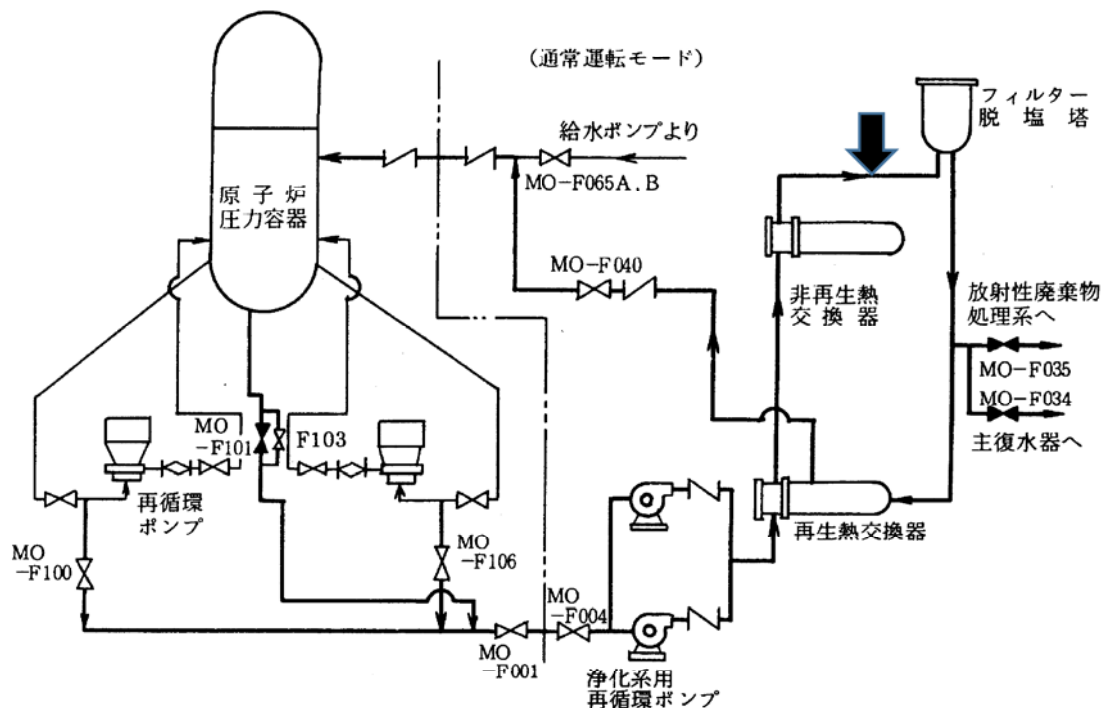 (通常運転モード)
フィルター
脱塩塔
給水ポンプより
MO-F065A.B
原子炉
圧力容器
MO-F040
非再生熱
交換器
放射性廃棄物
処理系へ
MO-F035
MO-F034
主復水器へ
MO
-F101
F103
再循環
ポンプ
再生熱交換器
MO
-F100
MO
-F106
MO
-F004
MO
-F001
浄化系用
再循環ポンプ